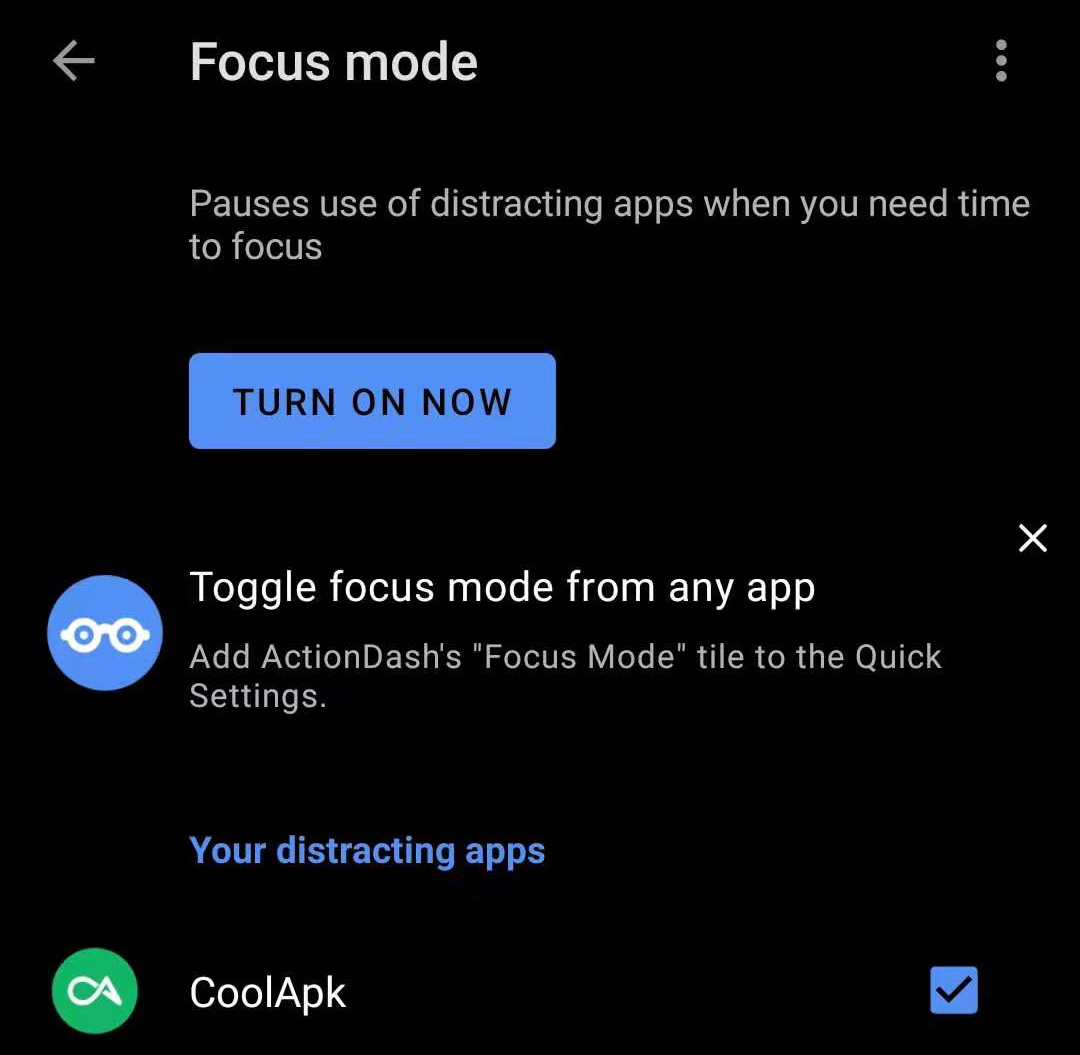 Focus mode
Pauses use of distracting apps when you need time
to focus
TURN ON NOW
Toggle focus mode from any app
Add ActionDash's "Focus Mode" tile to the Quick
Settings.
Your distracting apps
CoolApk